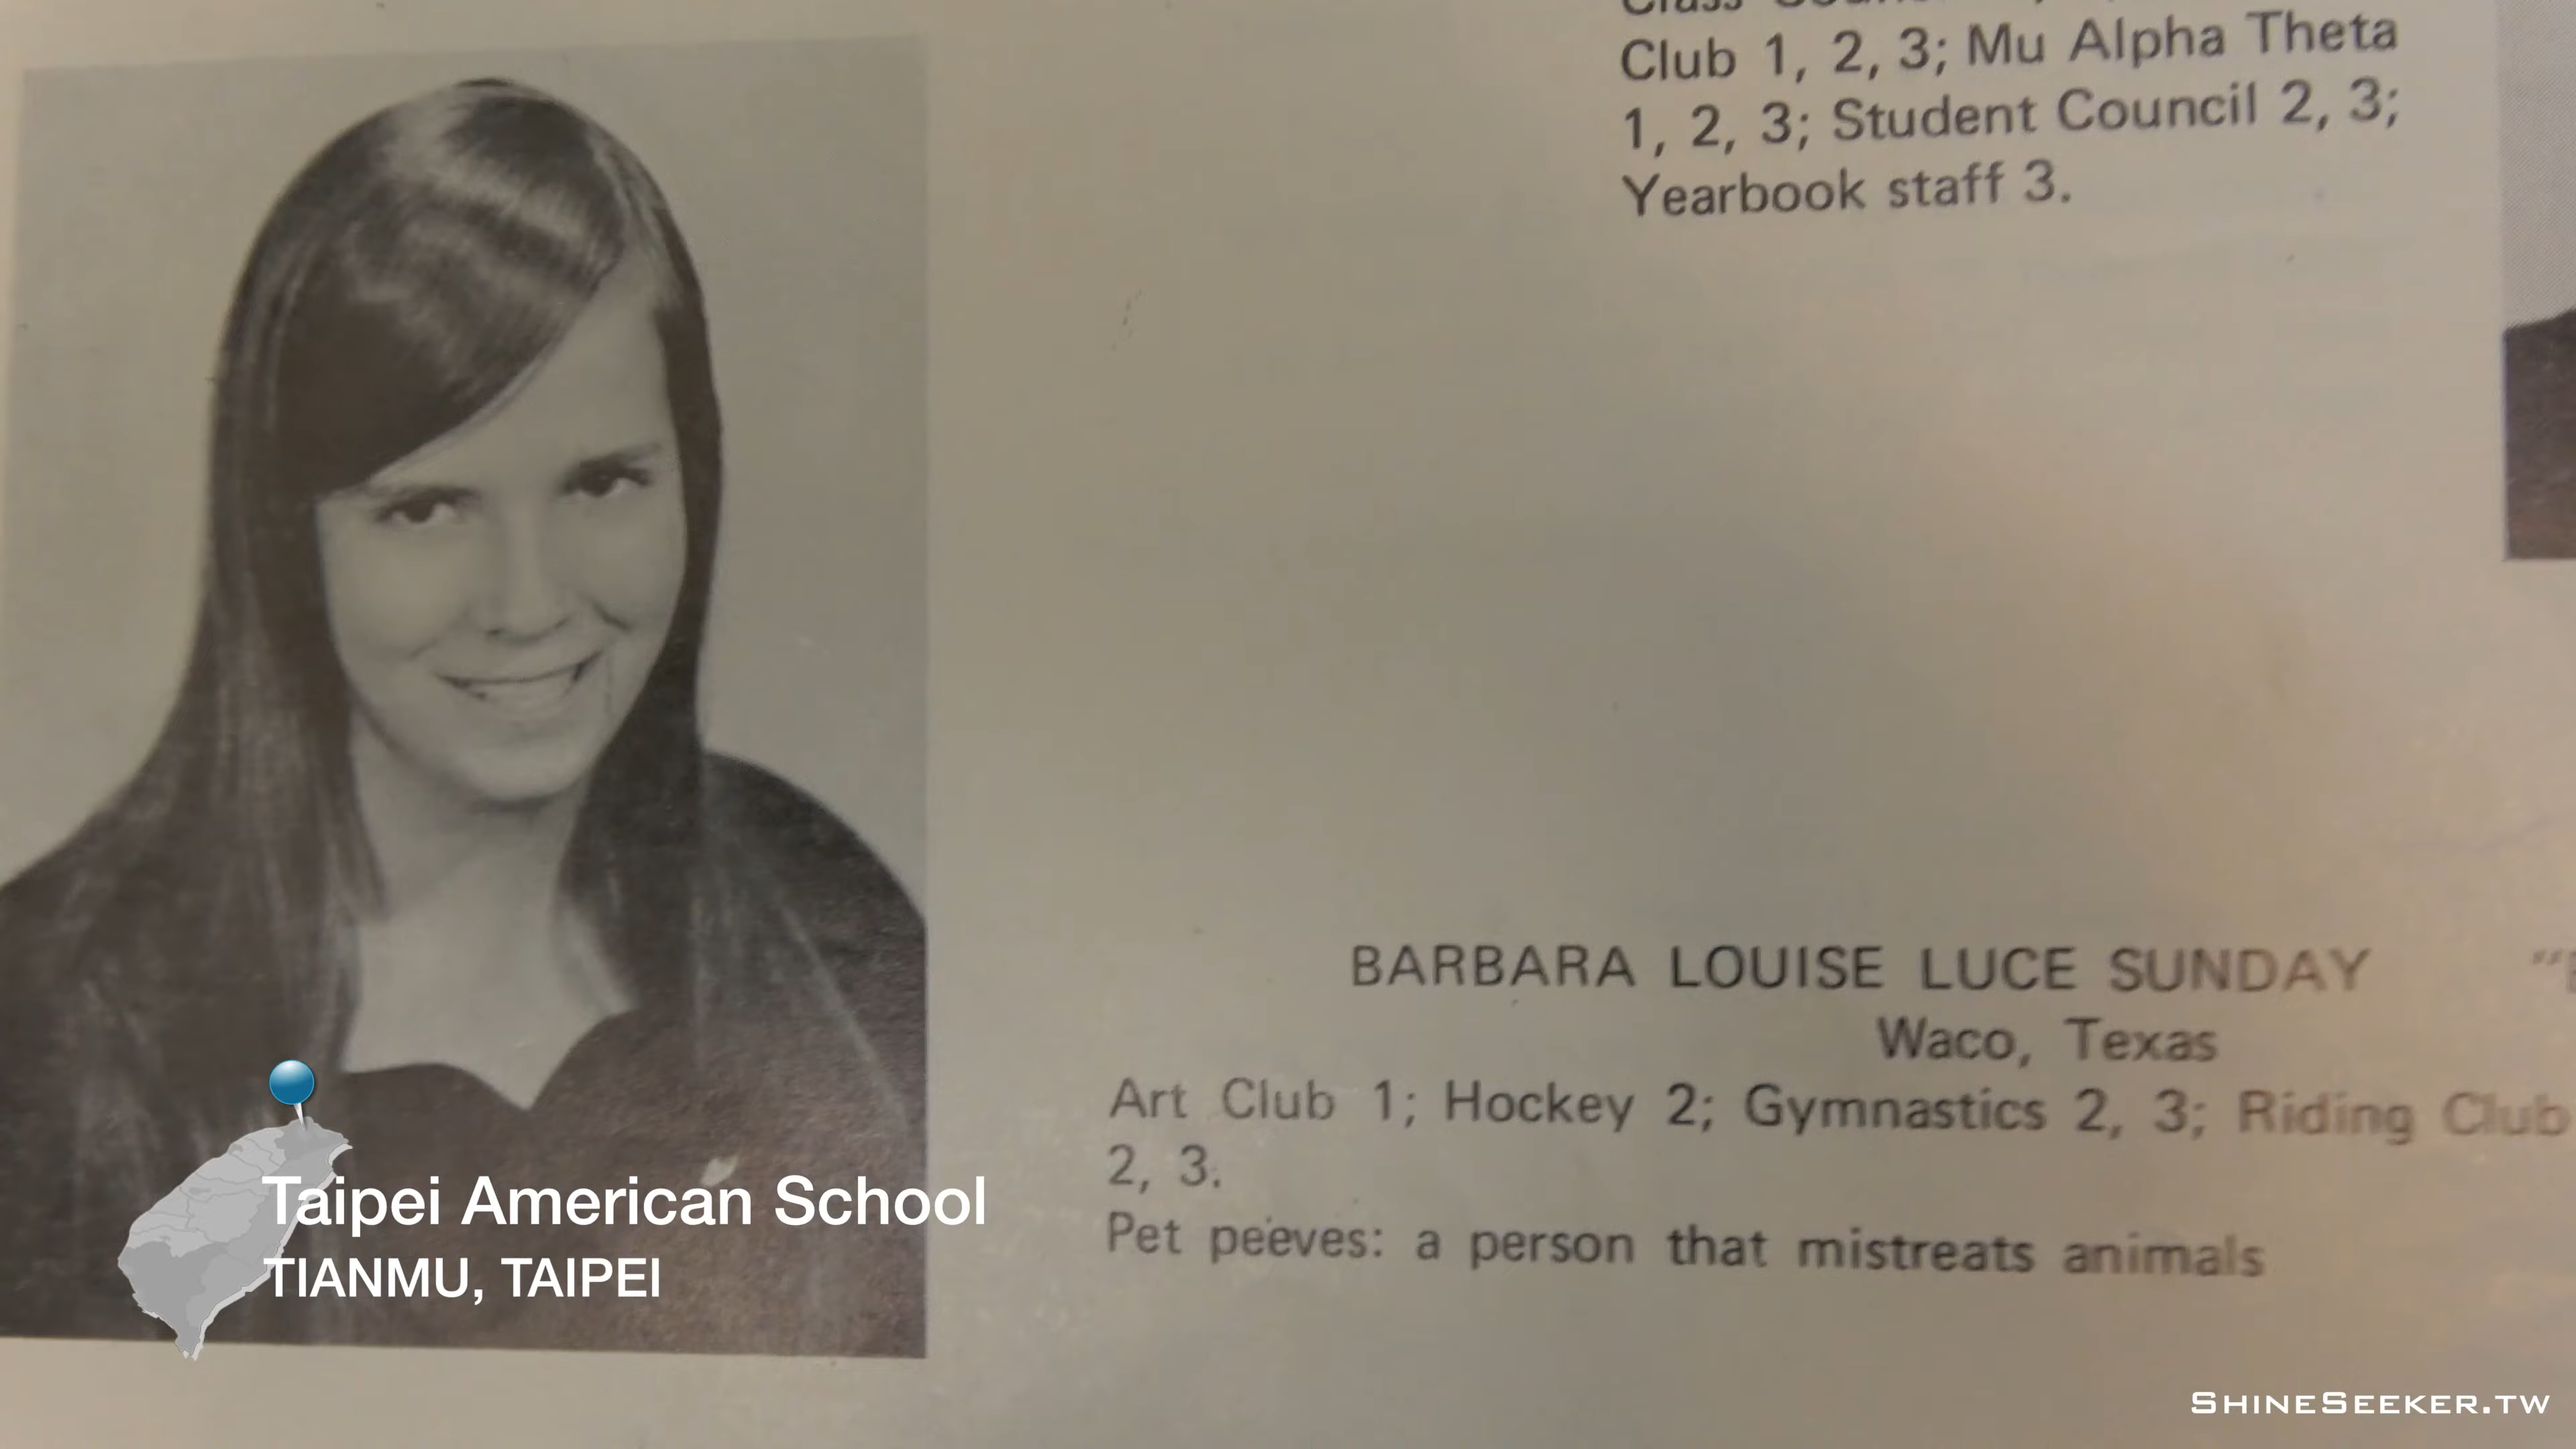 Club 1, 2, 3; Mu Alpha Theta
1, 2, 3; Student Council 2, 3;
Yearbook staff 3.
BARBARA LOUISE LUCE SUNDAY
Waco, Texas
Art Club 1; Hockey 2; Gymnastics 2, 3; Riding Club
2, 3.
Pet peeves: a person that mistreats animals
Taipei American School
TIANMU, TAIPEI
SHINESEEKER.TW